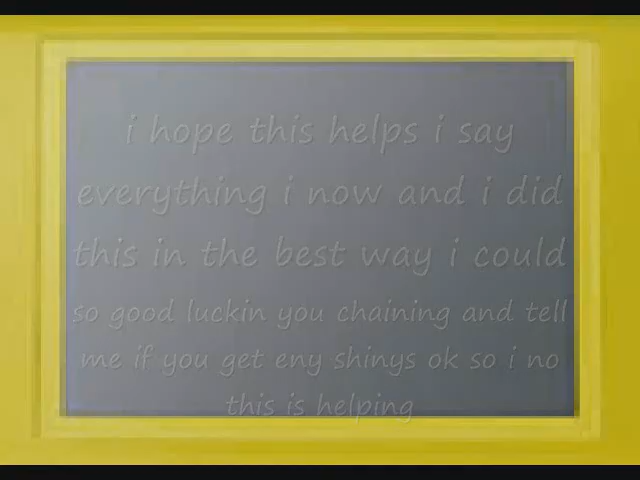 i hope this helps i say
everything i now and i did
this in the best way i could
so good luckin you chaining and tell
me if you get eny shinys ok so i no
this is helping